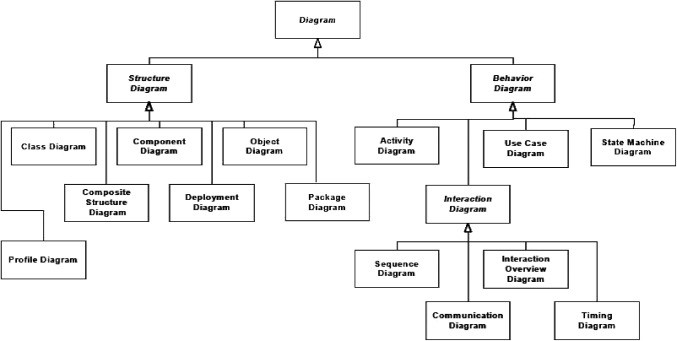 Diagram
Structure
Diagram
Behavior
Diagram
Class Diagram
Component
Diagram
Object
Diagram
Activity
Diagram
Use Case
Diagram
State Machine
Diagram
Composite
Structure
Diagram
Deployment
Diagram
Package
Diagram
Interaction
Diagram
Profile Diagram
Sequence
Diagram
Interaction
Overview
Diagram
Communication
Diagram
Timing
Diagram